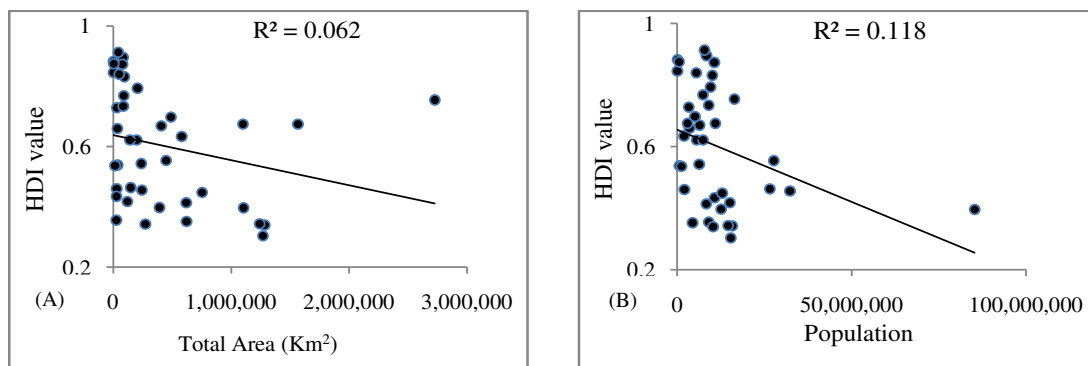 R² = 0.062
1
0.6
0.2
HDI value
0
1,000,000
2,000,000
3,000,000
(A)
Total Area (Km²)
R² = 0.118
1
0.6
0.2
HDI value
0
50,000,000
100,000,000
(B)
Population